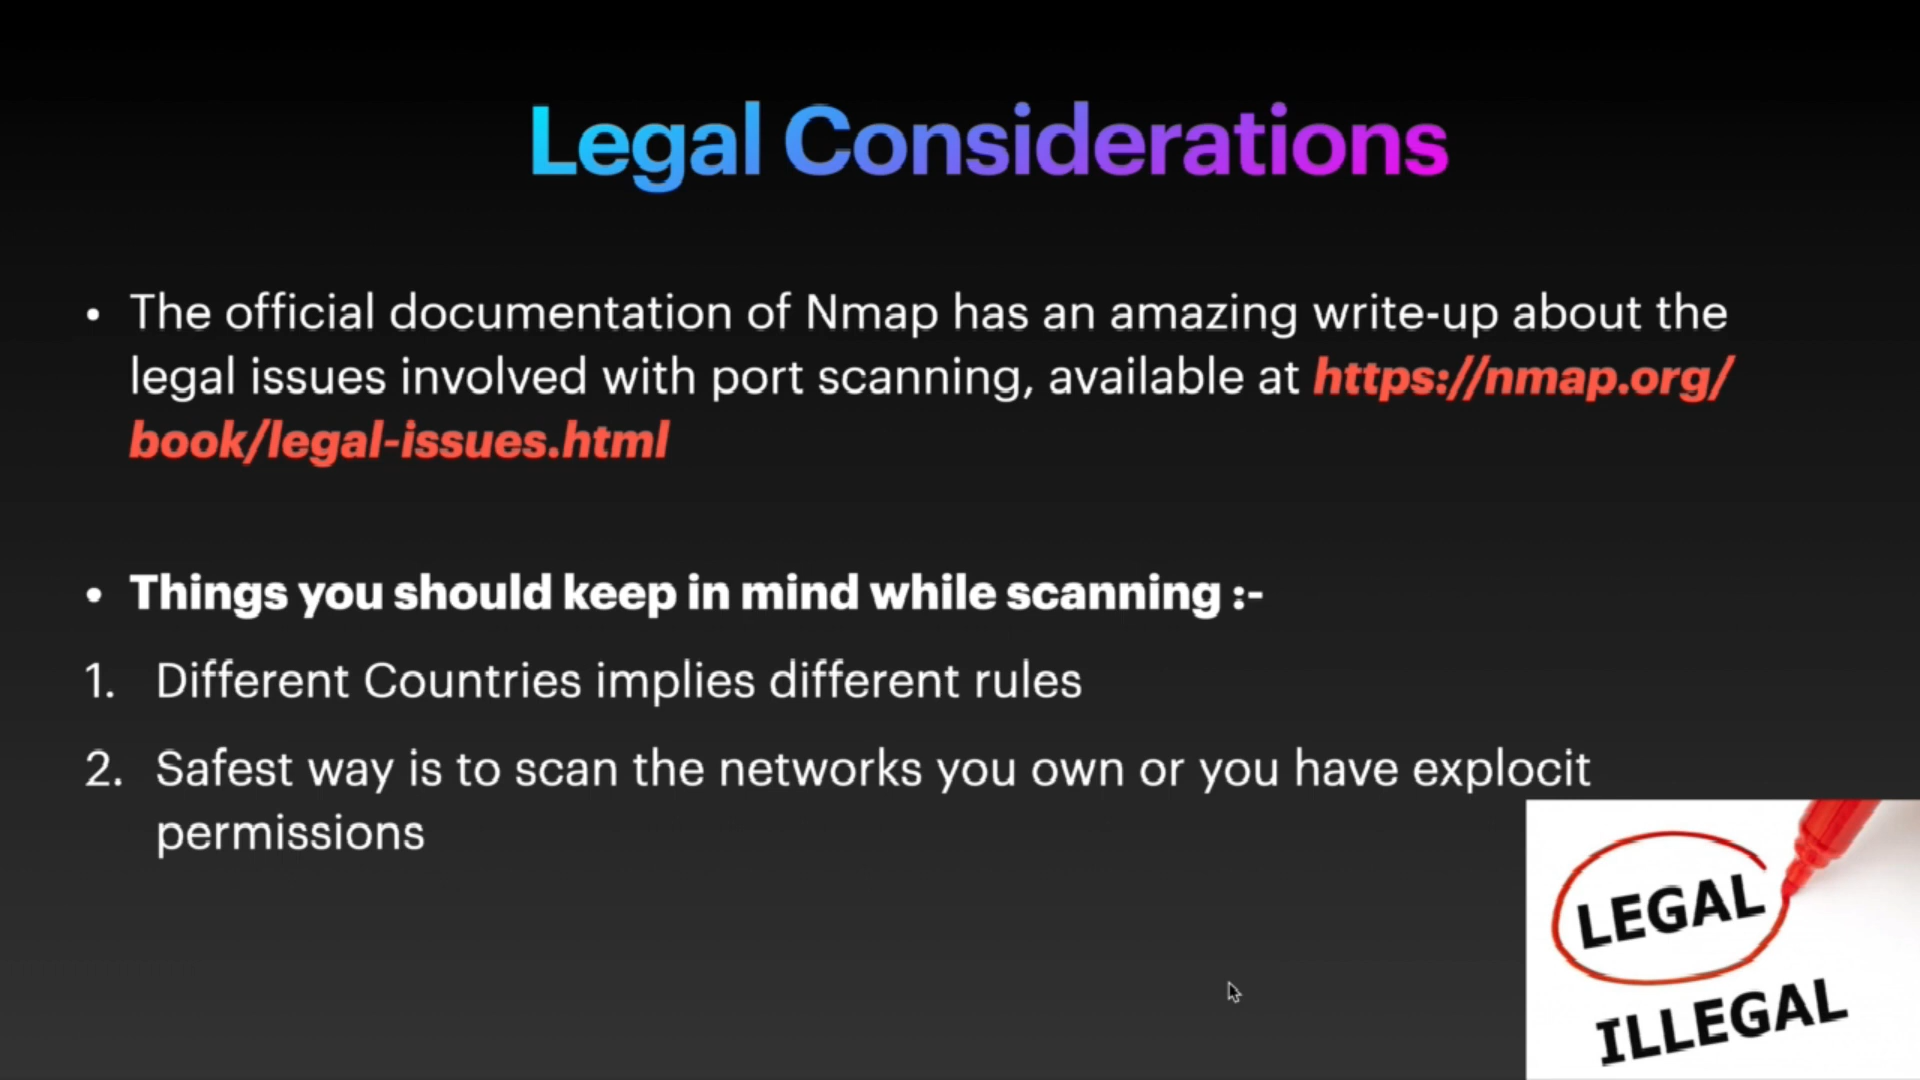 Legal Considerations
• The official documentation of Nmap has an amazing write-up about the
legal issues involved with port scanning, available at https://nmap.org/
book/legal-issues.html
• Things you should keep in mind while scanning :-
1. Different Countries implies different rules
2. Safest way is to scan the networks you own or you have explocit
permissions
LEGAL
ILLEGAL